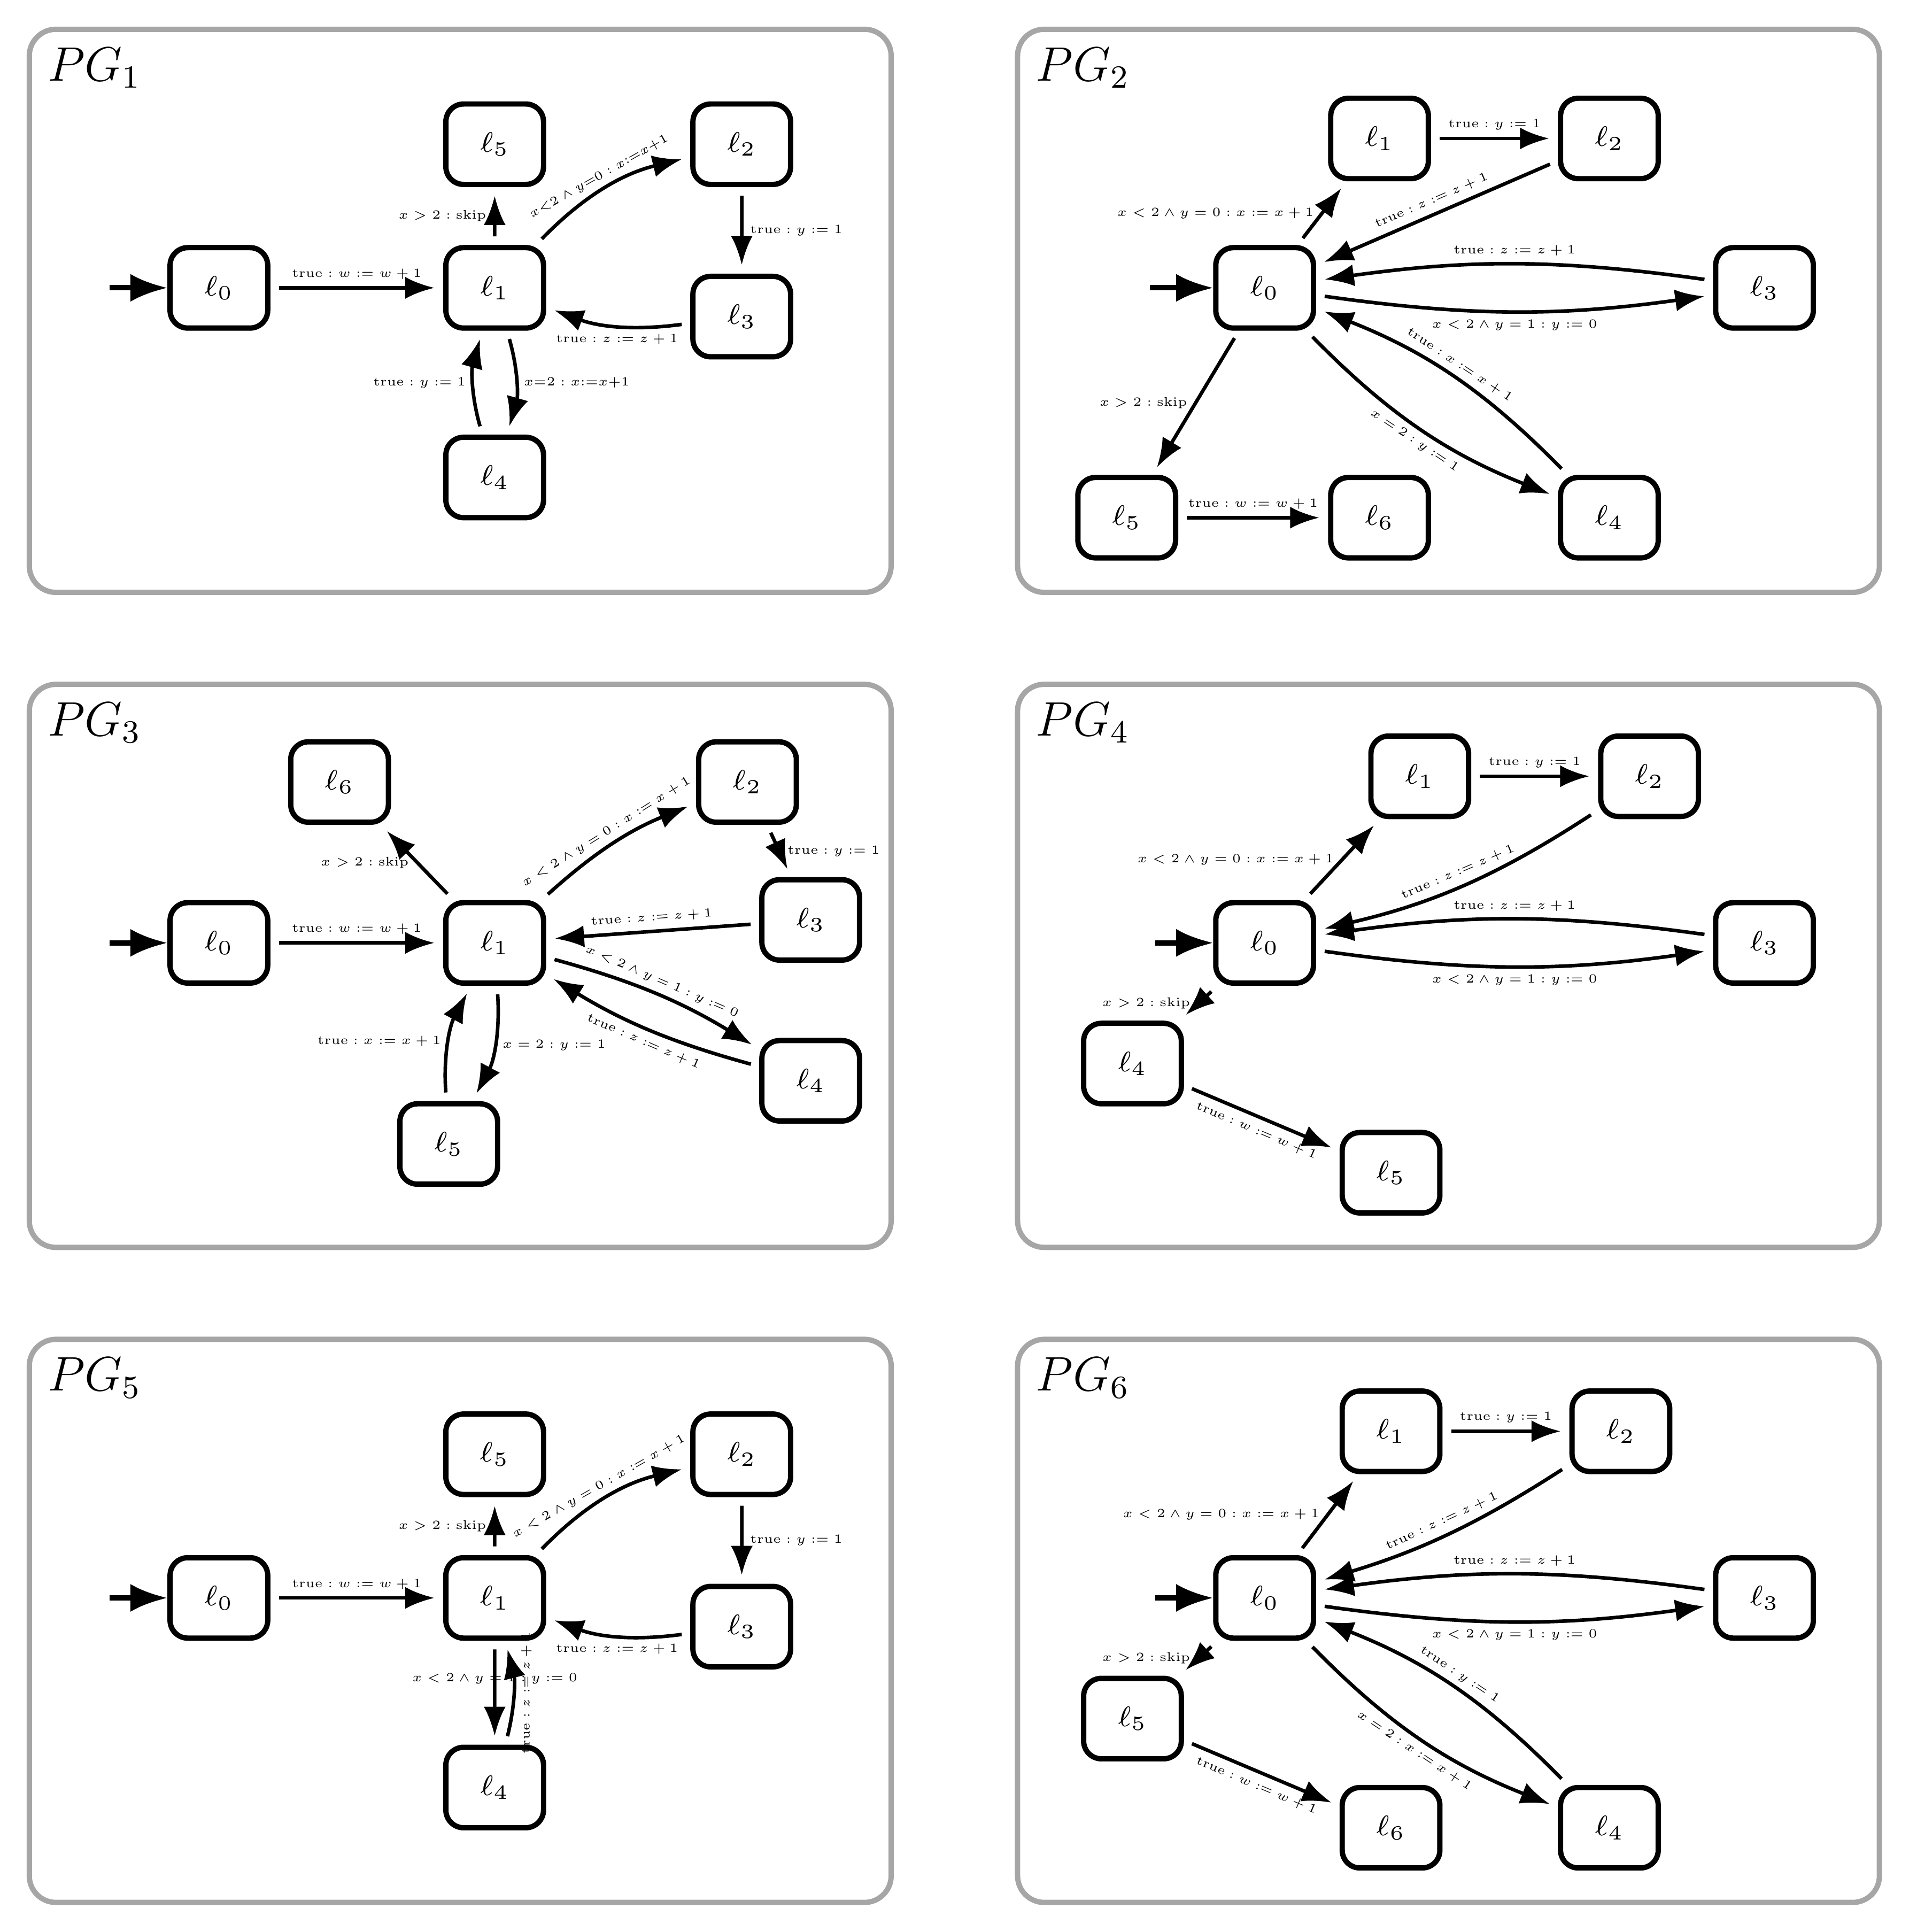 PG₁
ℓ₅
ℓ₂
x<2 ∧ y=0 : x:=x+1
x > 2 : skip
true : y := 1
ℓ₀
true : w := w + 1
ℓ₁
ℓ₃
true : z := z + 1
true : y := 1
x=2 : x:=x+1
ℓ₄
PG₂
ℓ₁
true : y := 1
ℓ₂
x < 2 ∧ y = 0 : x := x + 1
true : z := z + 1
true : z := z + 1
ℓ₀
ℓ₃
x < 2 ∧ y = 1 : y := 0
true : x := x + 1
x > 2 : skip
x = 2 : y := 1
ℓ₅
true : w := w + 1
ℓ₆
ℓ₄
PG₃
ℓ₆
ℓ₂
x < 2 ∧ y = 0 : x := x + 1
x > 2 : skip
true : y := 1
ℓ₀
true : w := w + 1
ℓ₁
true : z := z + 1
ℓ₃
x < 2 ∧ y = 1 : y := 0
true : x := x + 1
x = 2 : y := 1
true : z := z + 1
ℓ₄
ℓ₅
PG₄
ℓ₁
true : y := 1
ℓ₂
x < 2 ∧ y = 0 : x := x + 1
true : z := z + 1
true : z := z + 1
ℓ₀
ℓ₃
x < 2 ∧ y = 1 : y := 0
x > 2 : skip
ℓ₄
true : w := w + 1
ℓ₅
PG₅
ℓ₅
ℓ₂
x < 2 ∧ y = 0 : x := x + 1
x > 2 : skip
true : y := 1
ℓ₀
true : w := w + 1
ℓ₁
ℓ₃
true : z := z + 1
x < 2 ∧ y = 1 : y := 0
true : z := z + 1
ℓ₄
PG₆
ℓ₁
true : y := 1
ℓ₂
x < 2 ∧ y = 0 : x := x + 1
true : z := z + 1
true : z := z + 1
ℓ₀
ℓ₃
x < 2 ∧ y = 1 : y := 0
x > 2 : skip
true : y := 1
ℓ₅
x = 2 : x := x + 1
true : w := w + 1
ℓ₆
ℓ₄